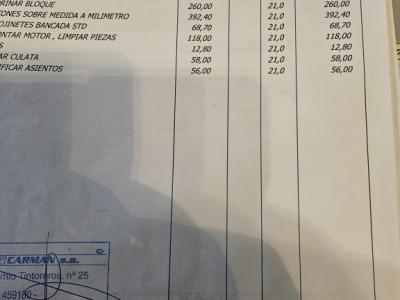 RINAR BLOQUE 260,00 21,0 260,00
ONES SOBRE MEDIDA A MILIMETRO 392,40 21,0 392,40
OJINETES BANCADA STD 68,70 21,0 68,70
ONTAR MOTOR , LIMPIAR PIEZAS 118,00 21,0 118,00
S 12,80 21,0 12,80
AR CULATA 58,00 21,0 58,00
IFICAR ASIENTOS 56,00 21,0 56,00
CARMAN s.a.
Tintoreros, nº 25
459180 -